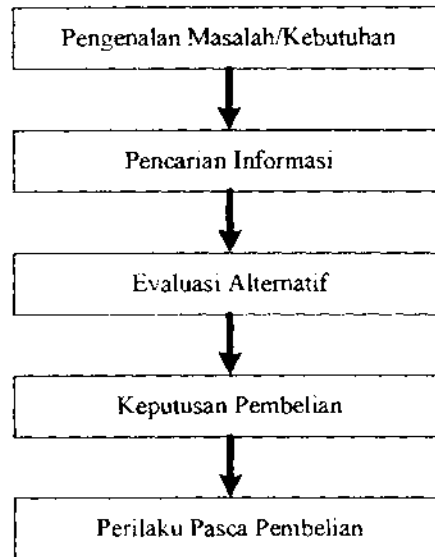 Pengenalan Masalah/Kebutuhan
Pencarian Informasi
Evaluasi Alternatif
Keputusan Pembelian
Perilaku Pasca Pembelian